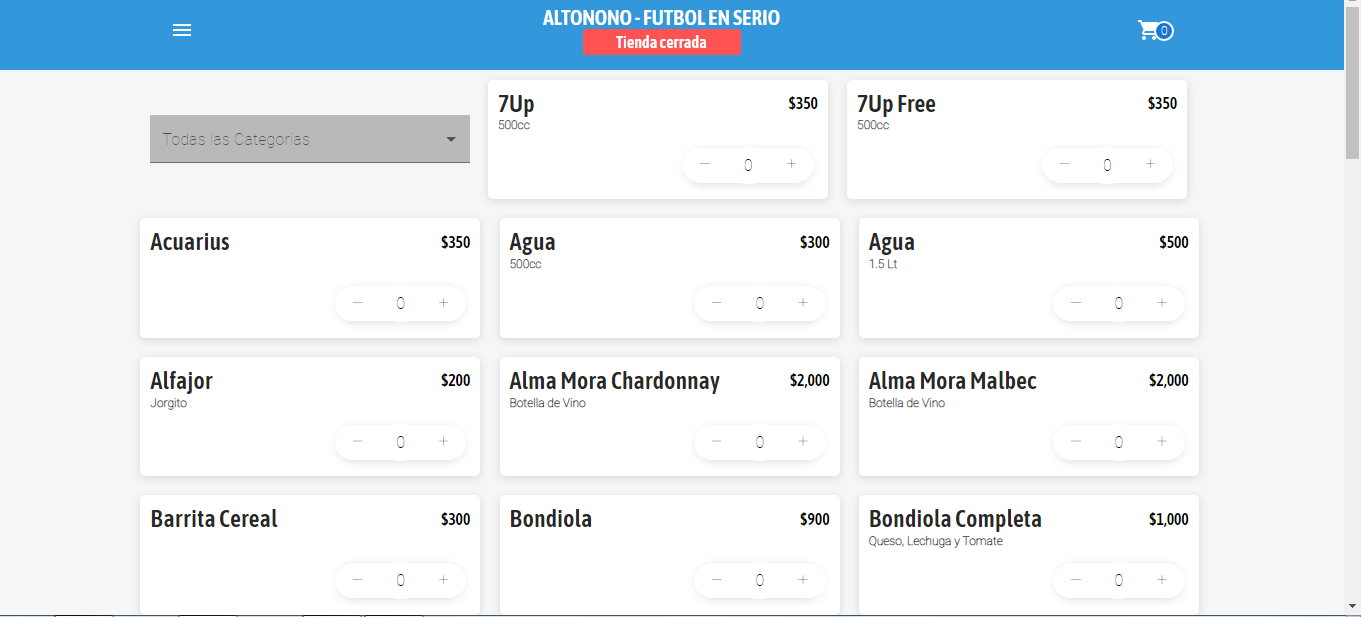 ALTONONO - FUTBOL EN SERIO
Tienda cerrada
0
Todas las Categorias
7Up
$350
500cc
0
7Up Free
$350
500cc
0
Acuarius
$350
0
Agua
$300
500cc
0
Agua
$500
1.5 Lt
0
Alfajor
$200
Jorgito
0
Alma Mora Chardonnay
$2,000
Botella de Vino
0
Alma Mora Malbec
$2,000
Botella de Vino
0
Barrita Cereal
$300
0
Bondiola
$900
0
Bondiola Completa
$1,000
Queso, Lechuga y Tomate
0